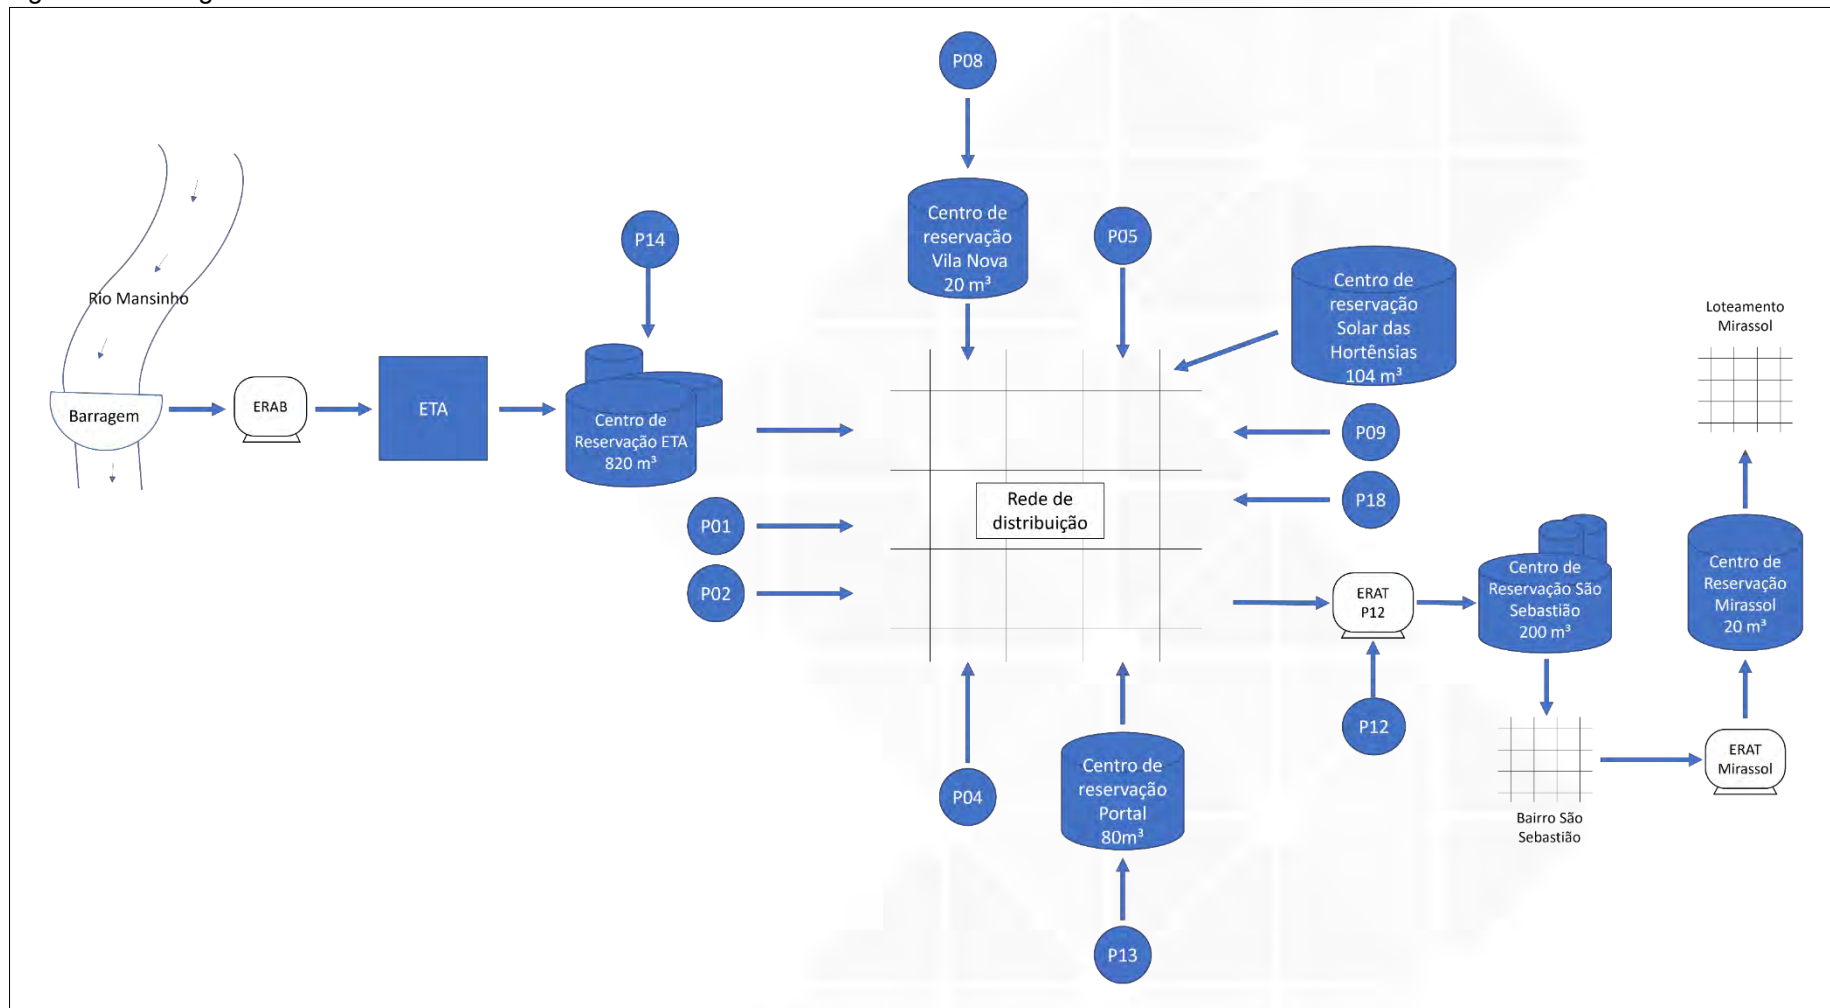 P08
Centro de
reservação
Vila Nova
20 m³
P14
P05
Centro de
reservação
Solar das
Hortênsias
104 m³
Rio Mansinho
Loteamento
Mirassol
Barragem
ERAB
ETA
Centro de
Reservação ETA
820 m³
P09
P18
Rede de
distribuição
P01
P02
ERAT
P12
Centro de
Reservação São
Sebastião
200 m³
Centro de
Reservação
Mirassol
20 m³
P12
P04
Centro de
reservação
Portal
80m³
ERAT
Mirassol
Bairro São
Sebastião
P13